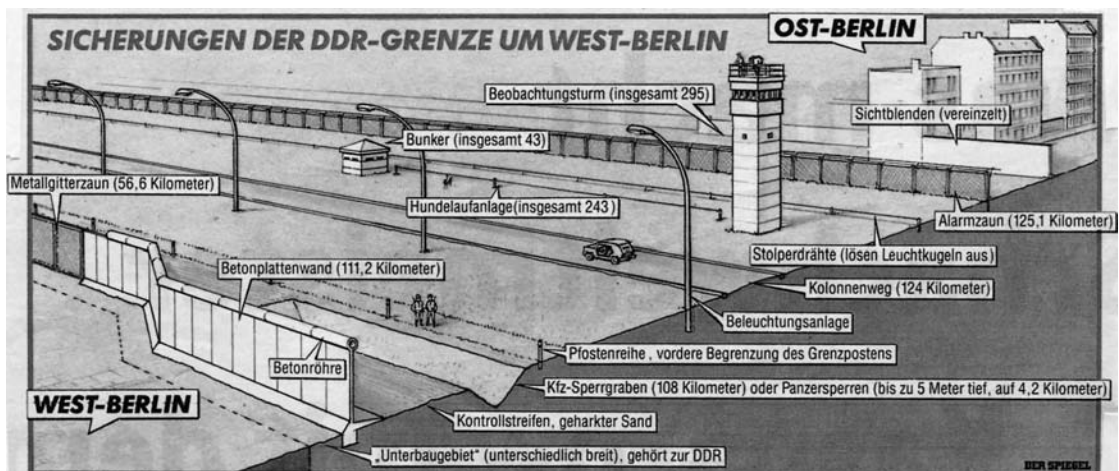 SICHERUNGEN DER DDR-GRENZE UM WEST-BERLIN
OST-BERLIN
Beobachtungsturm (insgesamt 295)
Sichtblenden (vereinzelt)
Bunker (insgesamt 43)
Metallgitterzaun (56,6 Kilometer)
Hundelaufanlage(insgesamt 243)
Alarmzaun (125,1 Kilometer)
Stolperdrähte (lösen Leuchtkugeln aus)
Betonplattenwand (111,2 Kilometer)
Kolonnenweg (124 Kilometer)
Beleuchtungsanlage
Pfostenreihe, vordere Begrenzung des Grenzpostens
Betonröhre
Kfz-Sperrgraben (108 Kilometer) oder Panzersperren (bis zu 5 Meter tief, auf 4,2 Kilometer)
WEST-BERLIN
Kontrollstreifen, geharkter Sand
„Unterbaugebiet" (unterschiedlich breit), gehört zur DDR
DER SPIEGEL